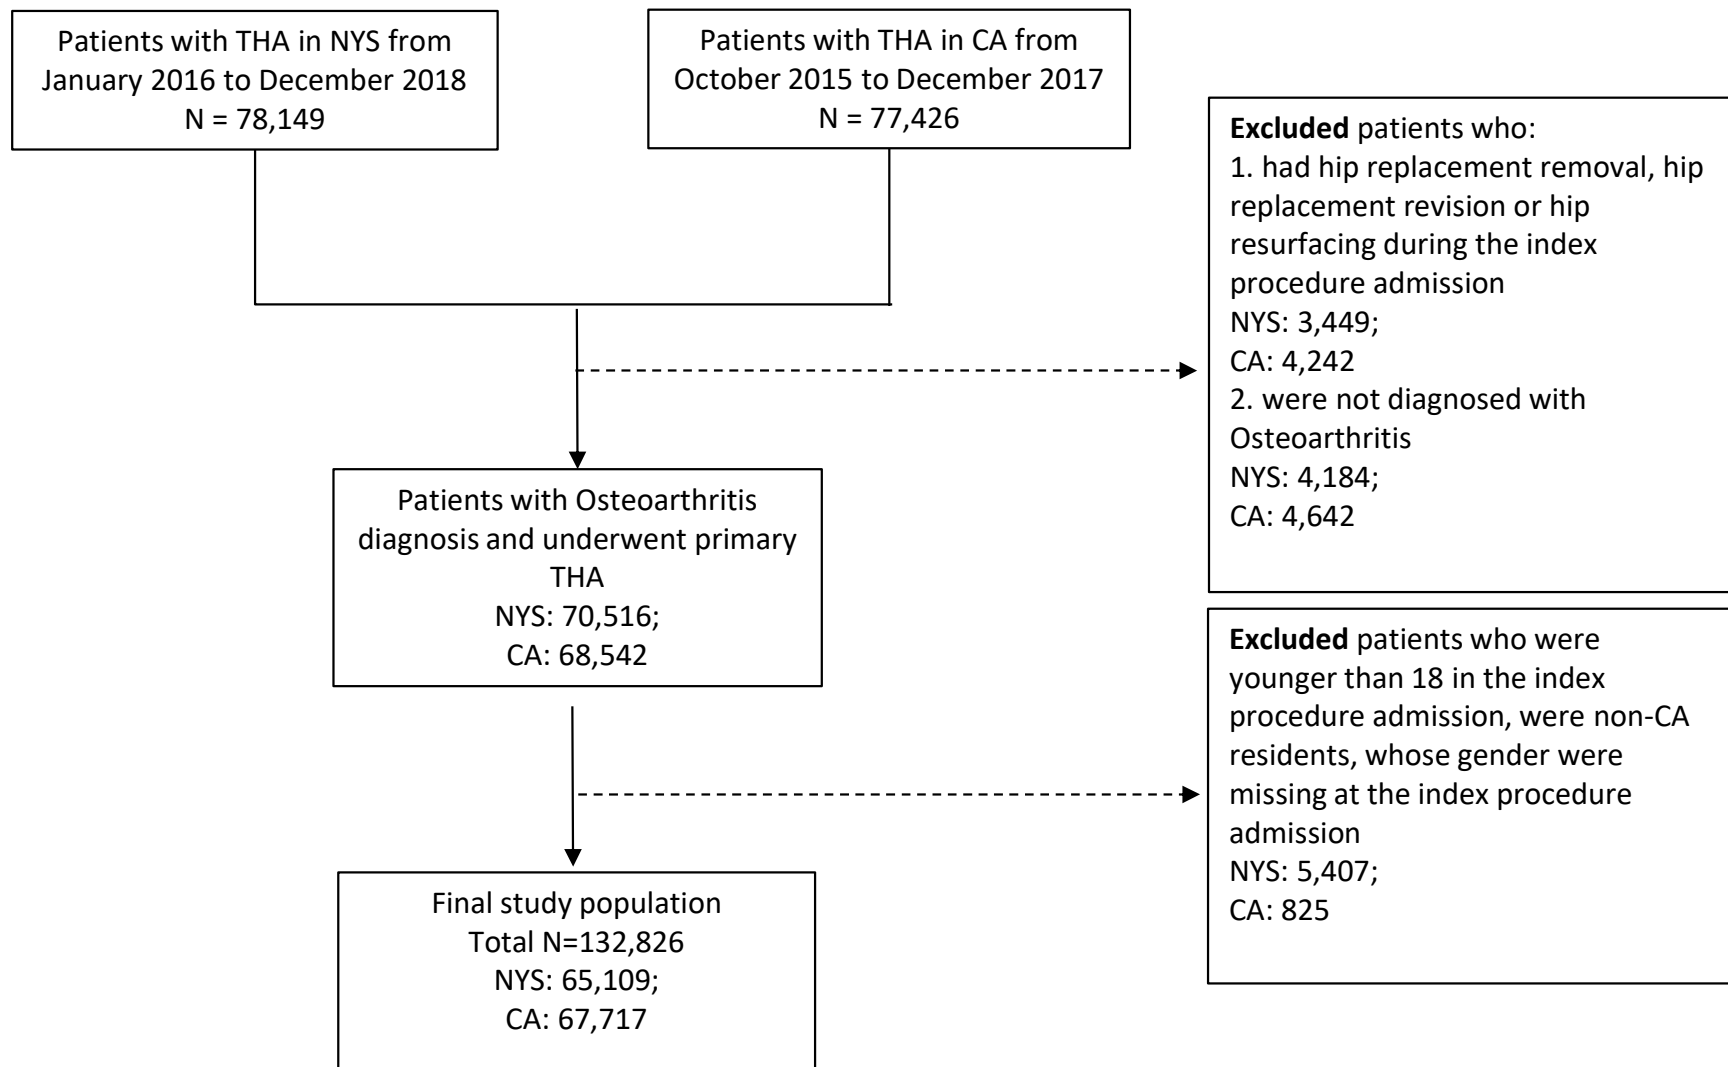 Patients with THA in NYS from
January 2016 to December 2018
N = 78,149
Patients with THA in CA from
October 2015 to December 2017
N = 77,426
Excluded patients who:
1. had hip replacement removal, hip
replacement revision or hip
resurfacing during the index
procedure admission
NYS: 3,449;
CA: 4,242
2. were not diagnosed with
Osteoarthritis
NYS: 4,184;
CA: 4,642
Patients with Osteoarthritis
diagnosis and underwent primary
THA
NYS: 70,516;
CA: 68,542
Excluded patients who were
younger than 18 in the index
procedure admission, were non-CA
residents, whose gender were
missing at the index procedure
admission
NYS: 5,407;
CA: 825
Final study population
Total N=132,826
NYS: 65,109;
CA: 67,717